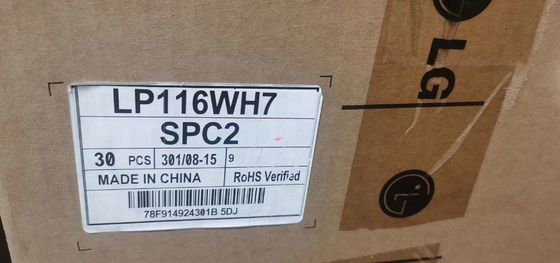 LP116WH7
SPC2
30 PCS 301/08-15 9
MADE IN CHINA RoHS Verified
78F914924301B 5DJ
LG